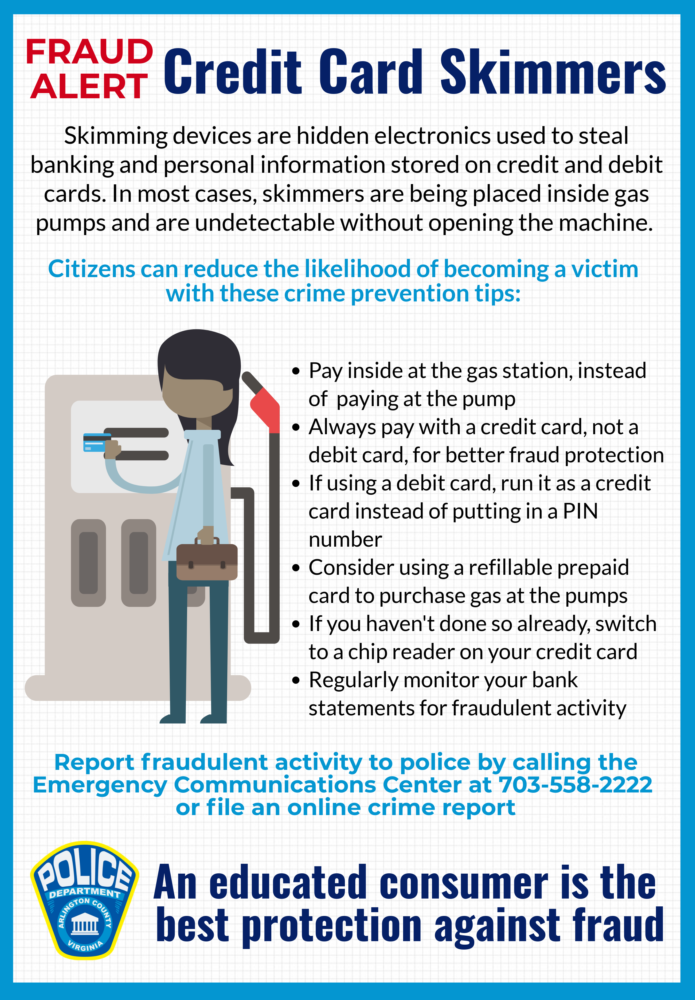 FRAUD
ALERT
Credit Card Skimmers
Skimming devices are hidden electronics used to steal
banking and personal information stored on credit and debit
cards. In most cases, skimmers are being placed inside gas
pumps and are undetectable without opening the machine.
Citizens can reduce the likelihood of becoming a victim
with these crime prevention tips:
• Pay inside at the gas station, instead
of  paying at the pump
• Always pay with a credit card, not a
debit card, for better fraud protection
• If using a debit card, run it as a credit
card instead of putting in a PIN
number
• Consider using a refillable prepaid
card to purchase gas at the pumps
• If you haven't done so already, switch
to a chip reader on your credit card
• Regularly monitor your bank
statements for fraudulent activity
Report fraudulent activity to police by calling the
Emergency Communications Center at 703-558-2222
or file an online crime report
POLICE
DEPARTMENT
ARLINGTON COUNTY
VIRGINIA
An educated consumer is the
best protection against fraud